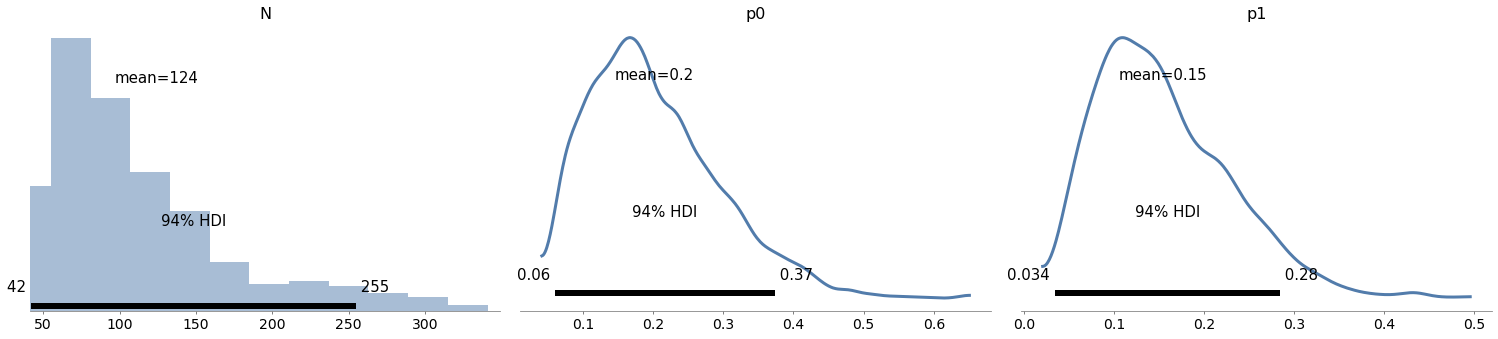 N
mean=124
94% HDI
42
255
50 100 150 200 250 300
p0
mean=0.2
94% HDI
0.06
0.37
0.1 0.2 0.3 0.4 0.5 0.6
p1
mean=0.15
94% HDI
0.034
0.28
0.0 0.1 0.2 0.3 0.4 0.5